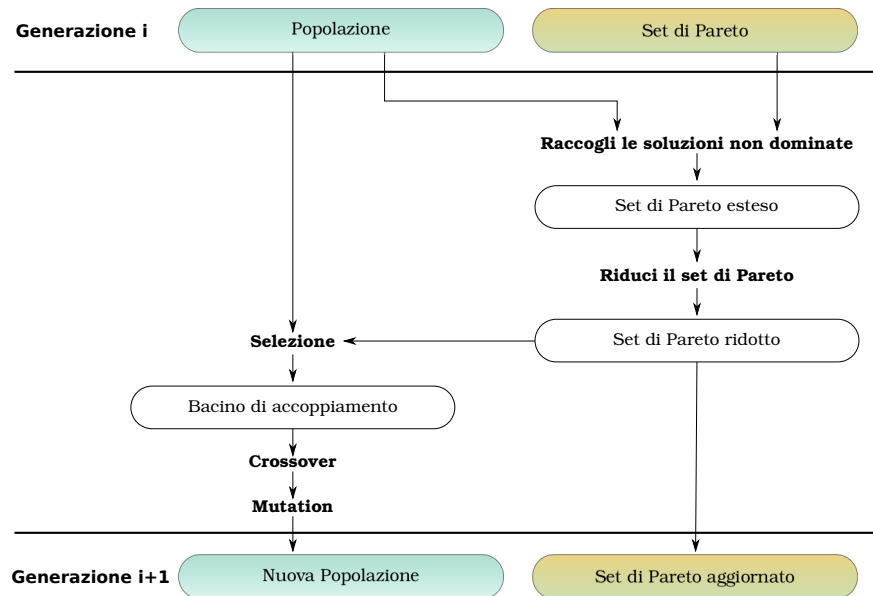 Generazione i
Popolazione
Set di Pareto
Raccogli le soluzioni non dominate
Set di Pareto esteso
Riduci il set di Pareto
Selezione
Set di Pareto ridotto
Bacino di accoppiamento
Crossover
Mutation
Generazione i+1
Nuova Popolazione
Set di Pareto aggiornato